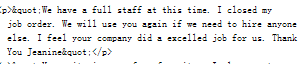 p>&quot;We have a full staff at this time. I closed my
job order. We will use you again if we need to hire anyone
else. I feel your company did a excelled job for us. Thank
You Jeanine&quot;</p>